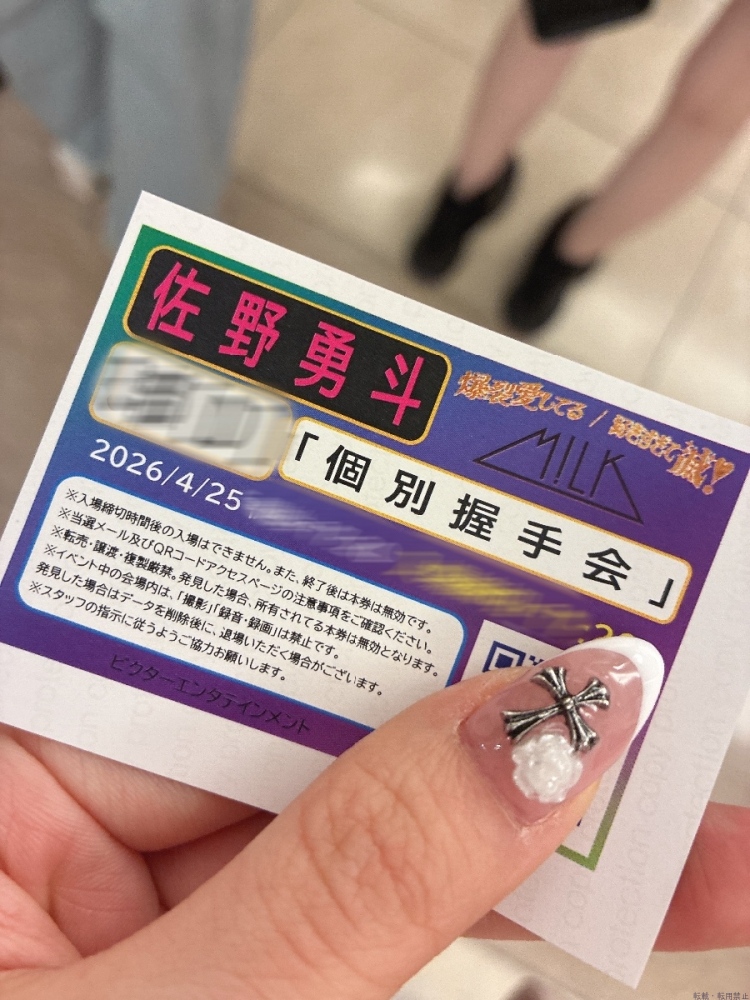 佐野勇斗
爆裂愛してる / 好きすぎて滅!
M!LK
「個別握手会」
2026/4/25
※入場締切時間後の入場はできません。また、終了後は本券は無効です。
※当選メール及びQRコードアクセスページの注意事項をご確認ください。
※転売・譲渡・複製厳禁。発見した場合、所有されてる本券は無効となります。
※イベント中の会場内は、「撮影」「録音・録画」は禁止です。
発見した場合はデータを削除後に、退場いただく場合がございます。
※スタッフの指示に従うようご協力お願いします。
ビクターエンタテインメント
転載・転用禁止